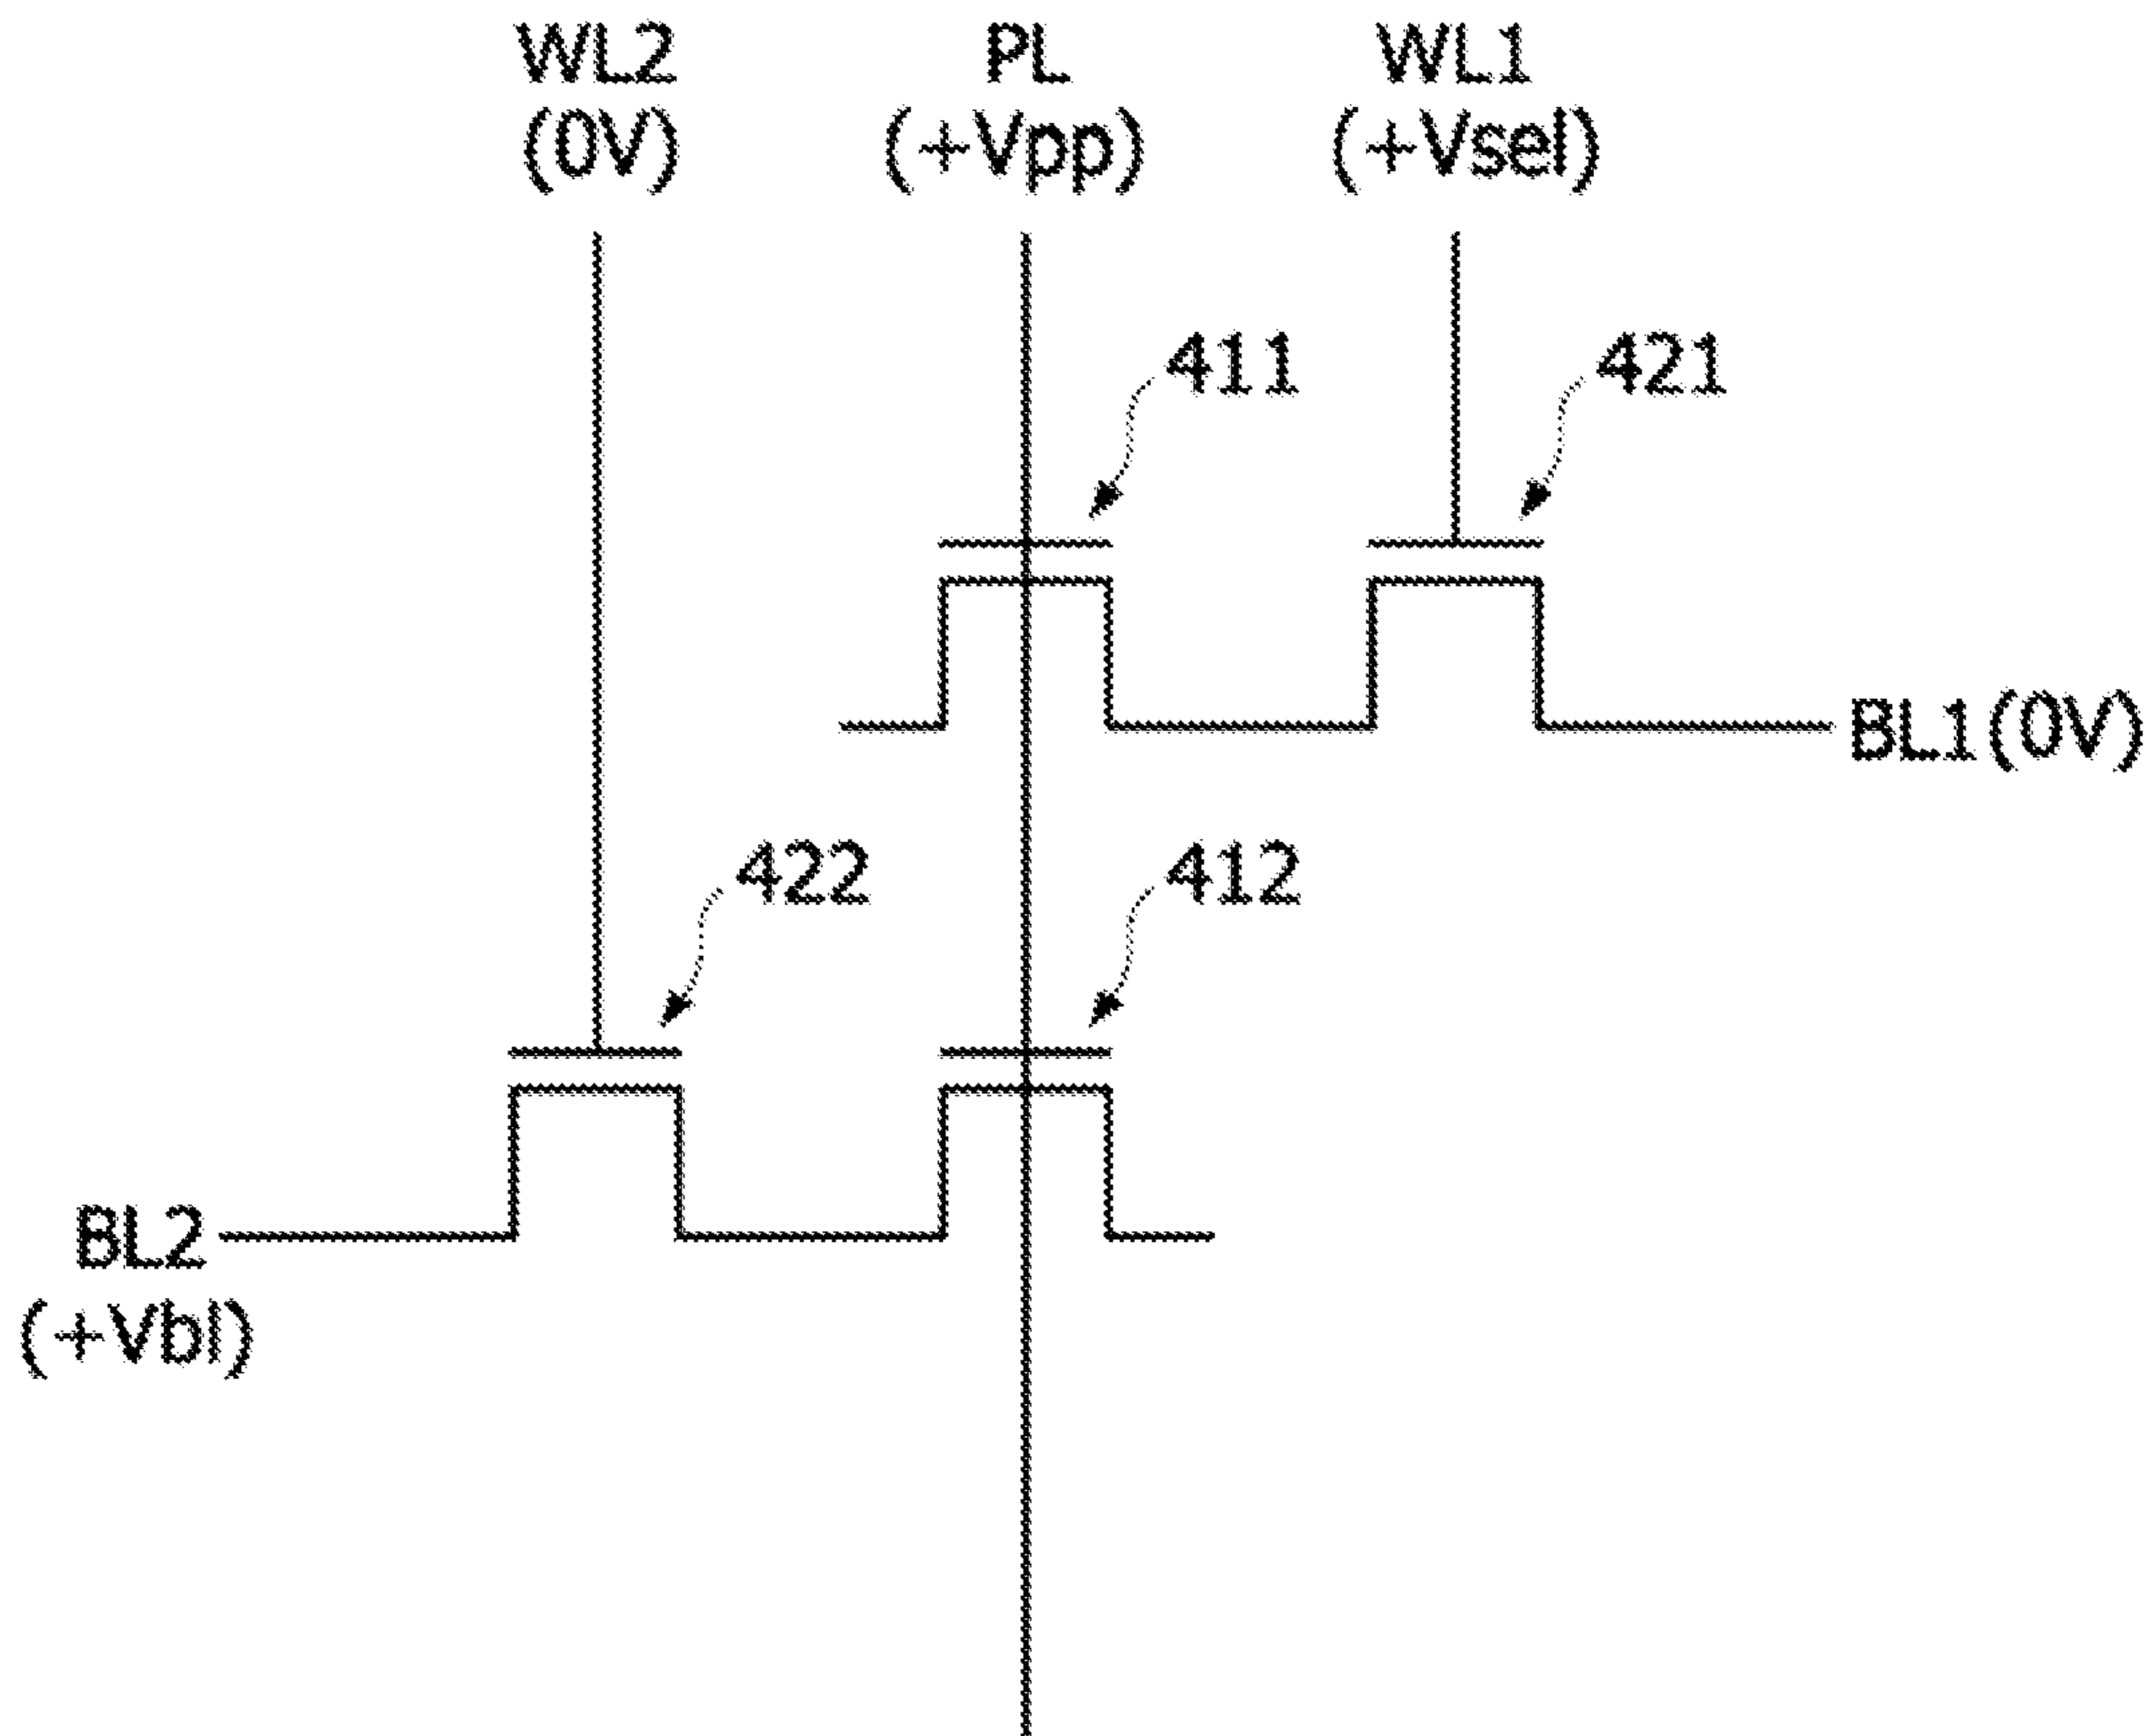 WL2
(0V)
PL
(+Vpp)
WL1
(+Vsel)
411
421
BL1(0V)
422
412
BL2
(+Vbl)